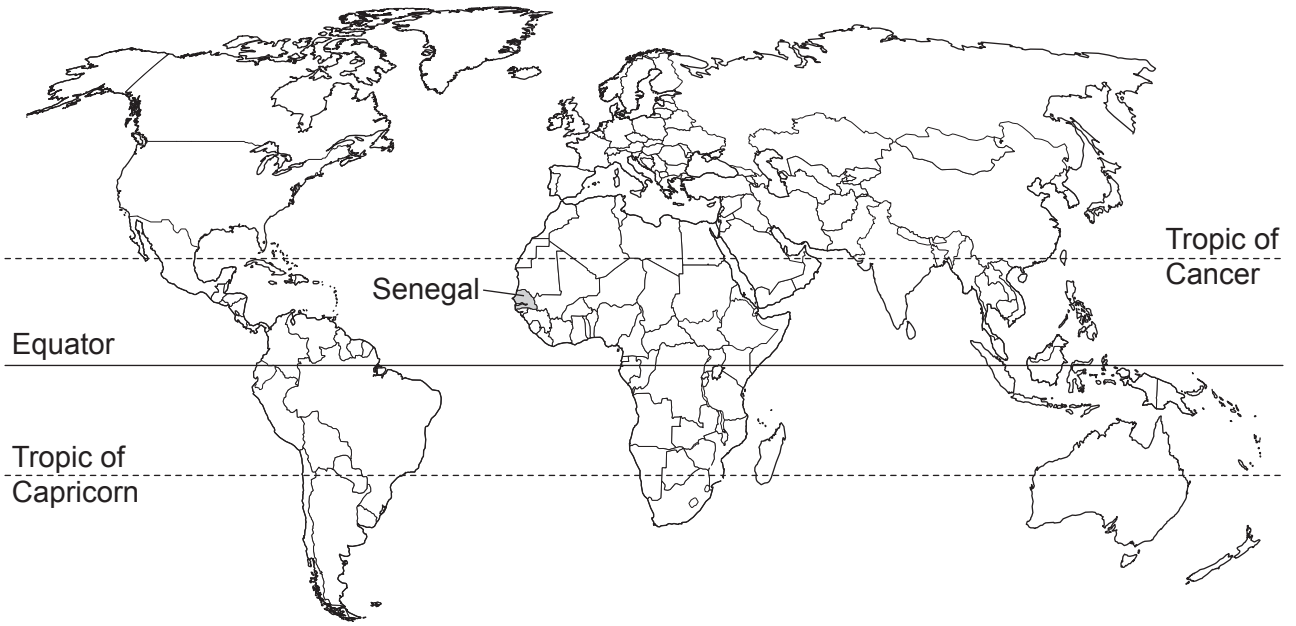 Tropic of
Cancer
Senegal
Equator
Tropic of
Capricorn